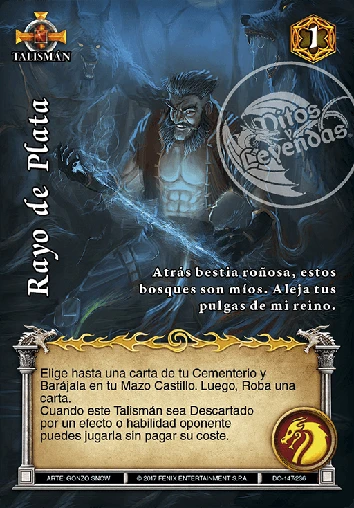 TALISMÁN
1
Mitos
y
Leyendas
Rayo de Plata
Atrás bestia roñosa, estos
bosques son míos. Aleja tus
pulgas de mi reino.
Elige hasta una carta de tu Cementerio y
Barájala en tu Mazo Castillo. Luego, Roba una
carta.
Cuando este Talismán sea Descartado
por un efecto o habilidad oponente
puedes jugarla sin pagar su coste.
ARTE: GONZO SNOW
© 2017 FENIX ENTERTAINMENT S.P.A.